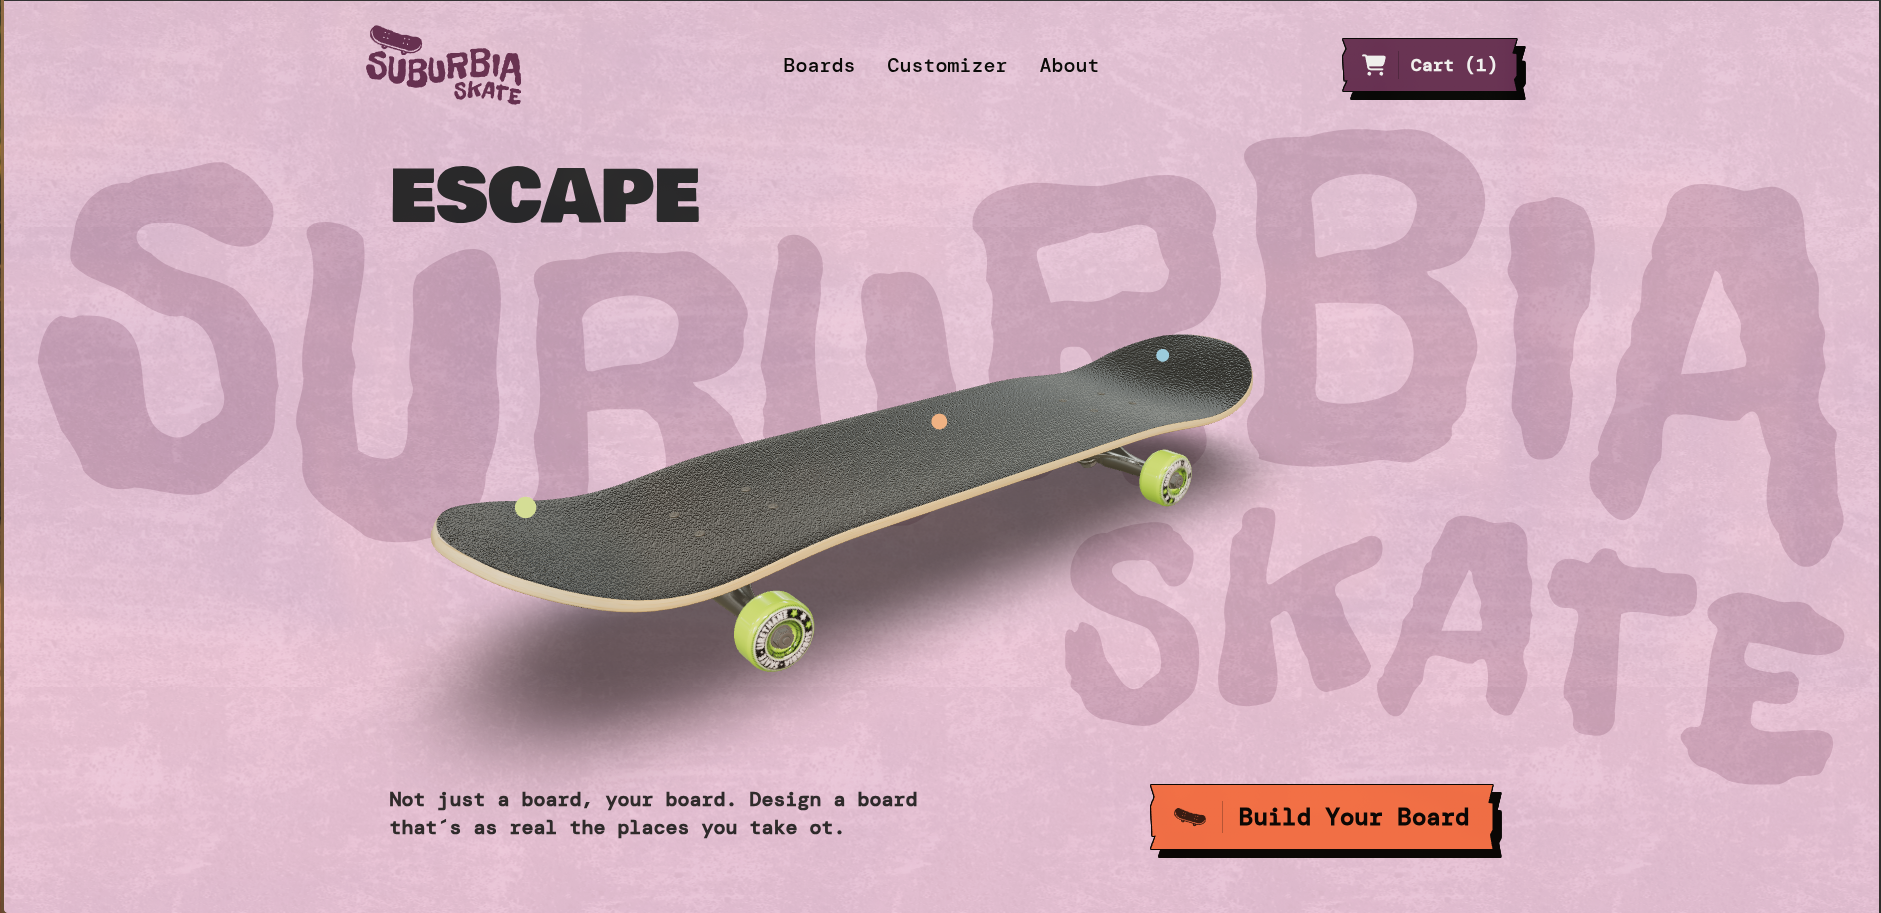 SUBURBIA
SKATE
Boards
Customizer
About
Cart (1)
ESCAPE
SUBURBIA
SKATE
Not just a board, your board. Design a board
that´s as real the places you take ot.
Build Your Board